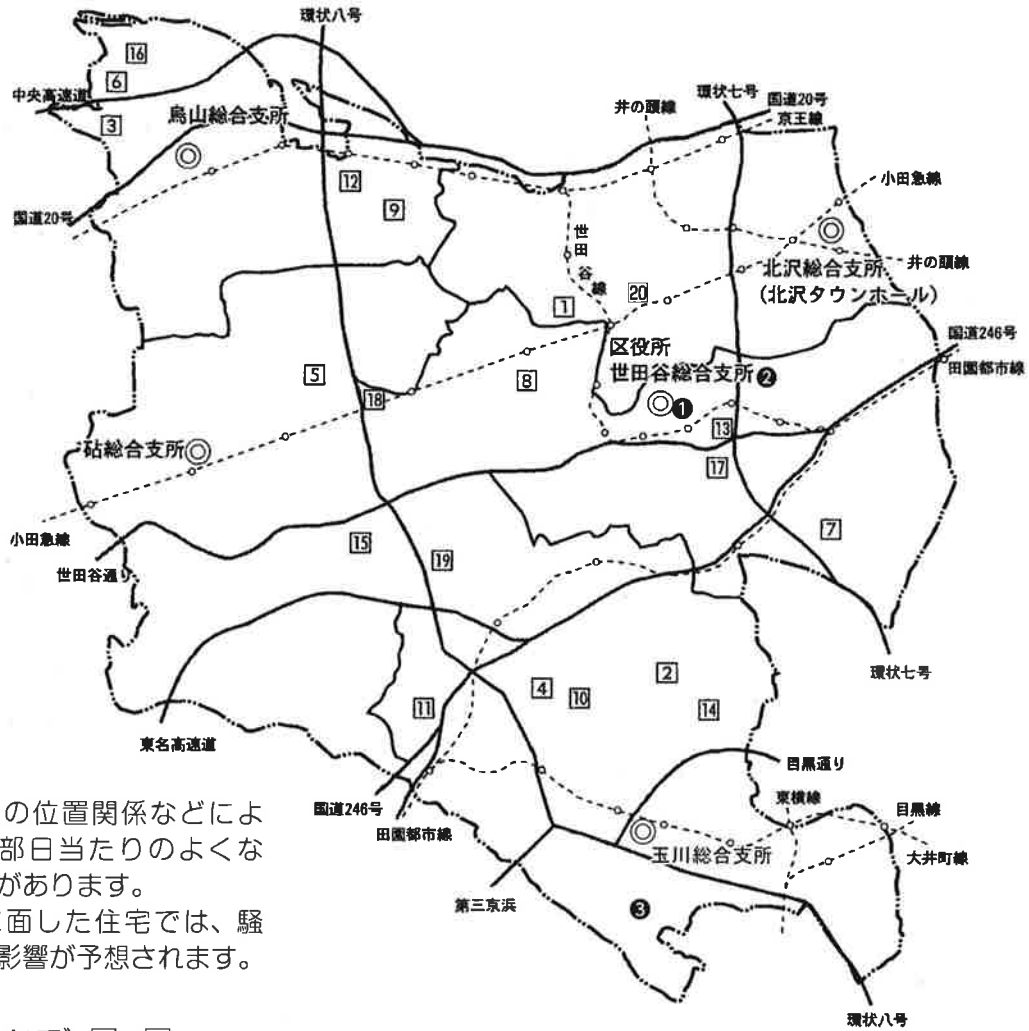 環状八号
16
6
中央高速道
3
烏山総合支所
国道20号
12
9
井の頭線
環状七号
国道20号
京王線
小田急線
世田谷線
北沢総合支所
(北沢タウンホール)
井の頭線
1
20
区役所
世田谷総合支所
❷
❶
国道246号
田園都市線
5
18
8
13
17
7
砧総合支所
小田急線
世田谷通り
15
19
環状七号
東名高速道
11
4
10
2
14
目黒通り
東横線
目黒線
大井町線
国道246号
田園都市線
玉川総合支所
第三京浜
❸
環状八号
の位置関係などによ
部日当たりのよくな
があります。
に面した住宅では、騒
影響が予想されます。